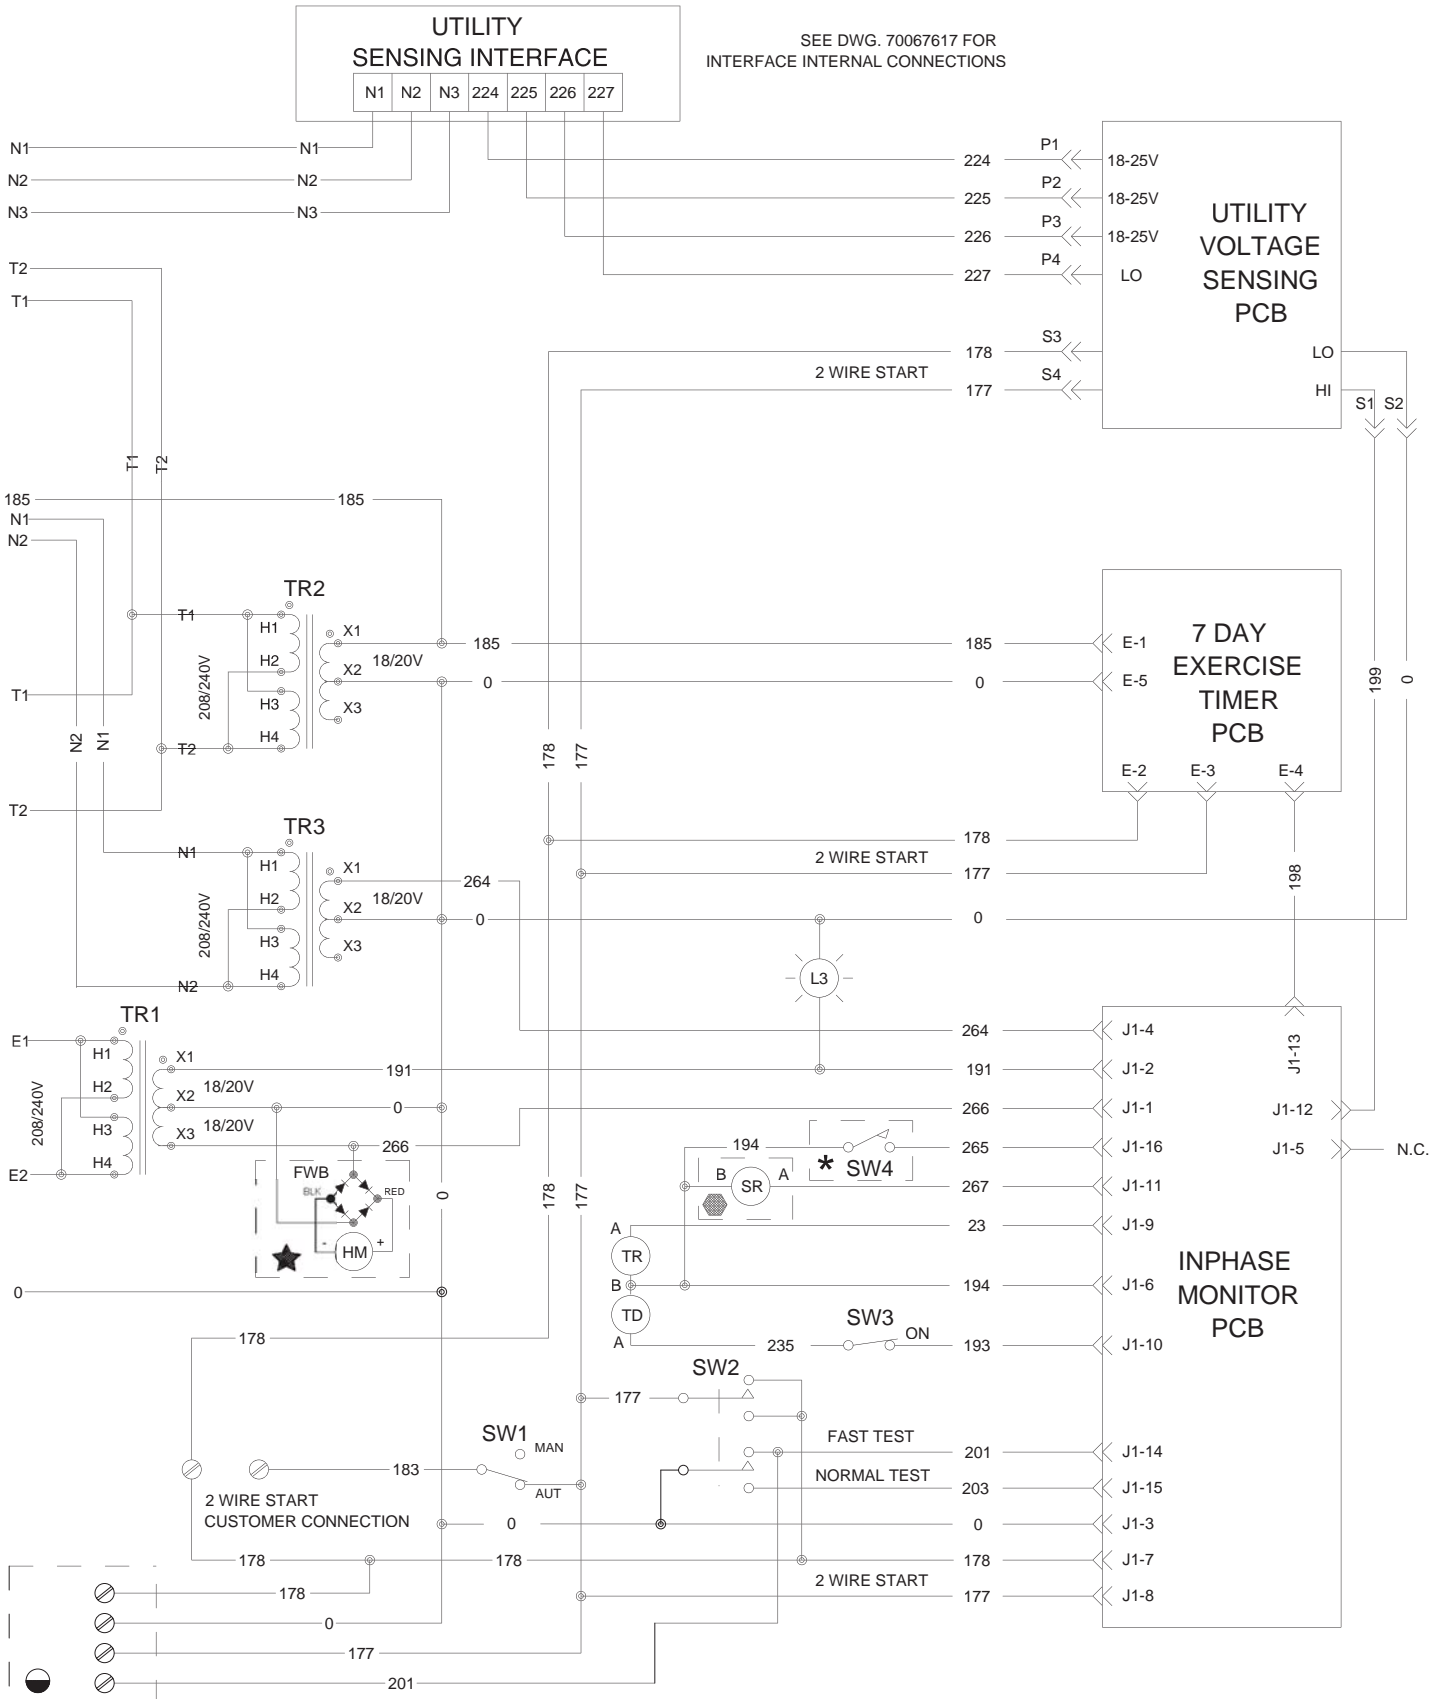 UTILITY
SENSING INTERFACE
N1 N2 N3 224 225 226 227
SEE DWG. 70067617 FOR
INTERFACE INTERNAL CONNECTIONS
N1 N1
N2 N2
N3 N3
224 P1 18-25V
225 P2 18-25V
226 P3 18-25V
227 P4 LO
UTILITY
VOLTAGE
SENSING
PCB
178 S3
2 WIRE START
177 S4
LO
HI
S1 S2
T2
T1
T1 T2
185 185
N1
N2
TR2
T1 H1 X1
H2 X2 18/20V
H3 X3
T2 H4
208/240V
T1
T2
N2 N1
185 185 E-1
0 0 E-5
7 DAY
EXERCISE
TIMER
PCB
E-2 E-3 E-4
199 0
178 177
178
2 WIRE START
177
198
TR3
N1 H1 X1 264
H2 X2 18/20V 0 0
H3 X3
N2 H4
208/240V
L3
TR1
E1 H1 X1 191
H2 X2 18/20V 0
H3 X3 18/20V 266
E2 H4
208/240V
264 J1-4
191 J1-2
266 J1-1
265 J1-16
267 J1-11
23 J1-9
194 J1-6
193 J1-10
J1-13
J1-12
J1-5 N.C.
INPHASE
MONITOR
PCB
194
* SW4
B SR A
FWB
BLK RED
- HM +
0
178 177
A
TR
B
TD
A 235
SW3
ON
0
178
SW2
177
SW1
MAN
AUT
183
2 WIRE START
CUSTOMER CONNECTION
FAST TEST
201 J1-14
NORMAL TEST
203 J1-15
0 0 J1-3
178 178 178 J1-7
2 WIRE START
177 J1-8
178
0
177
201